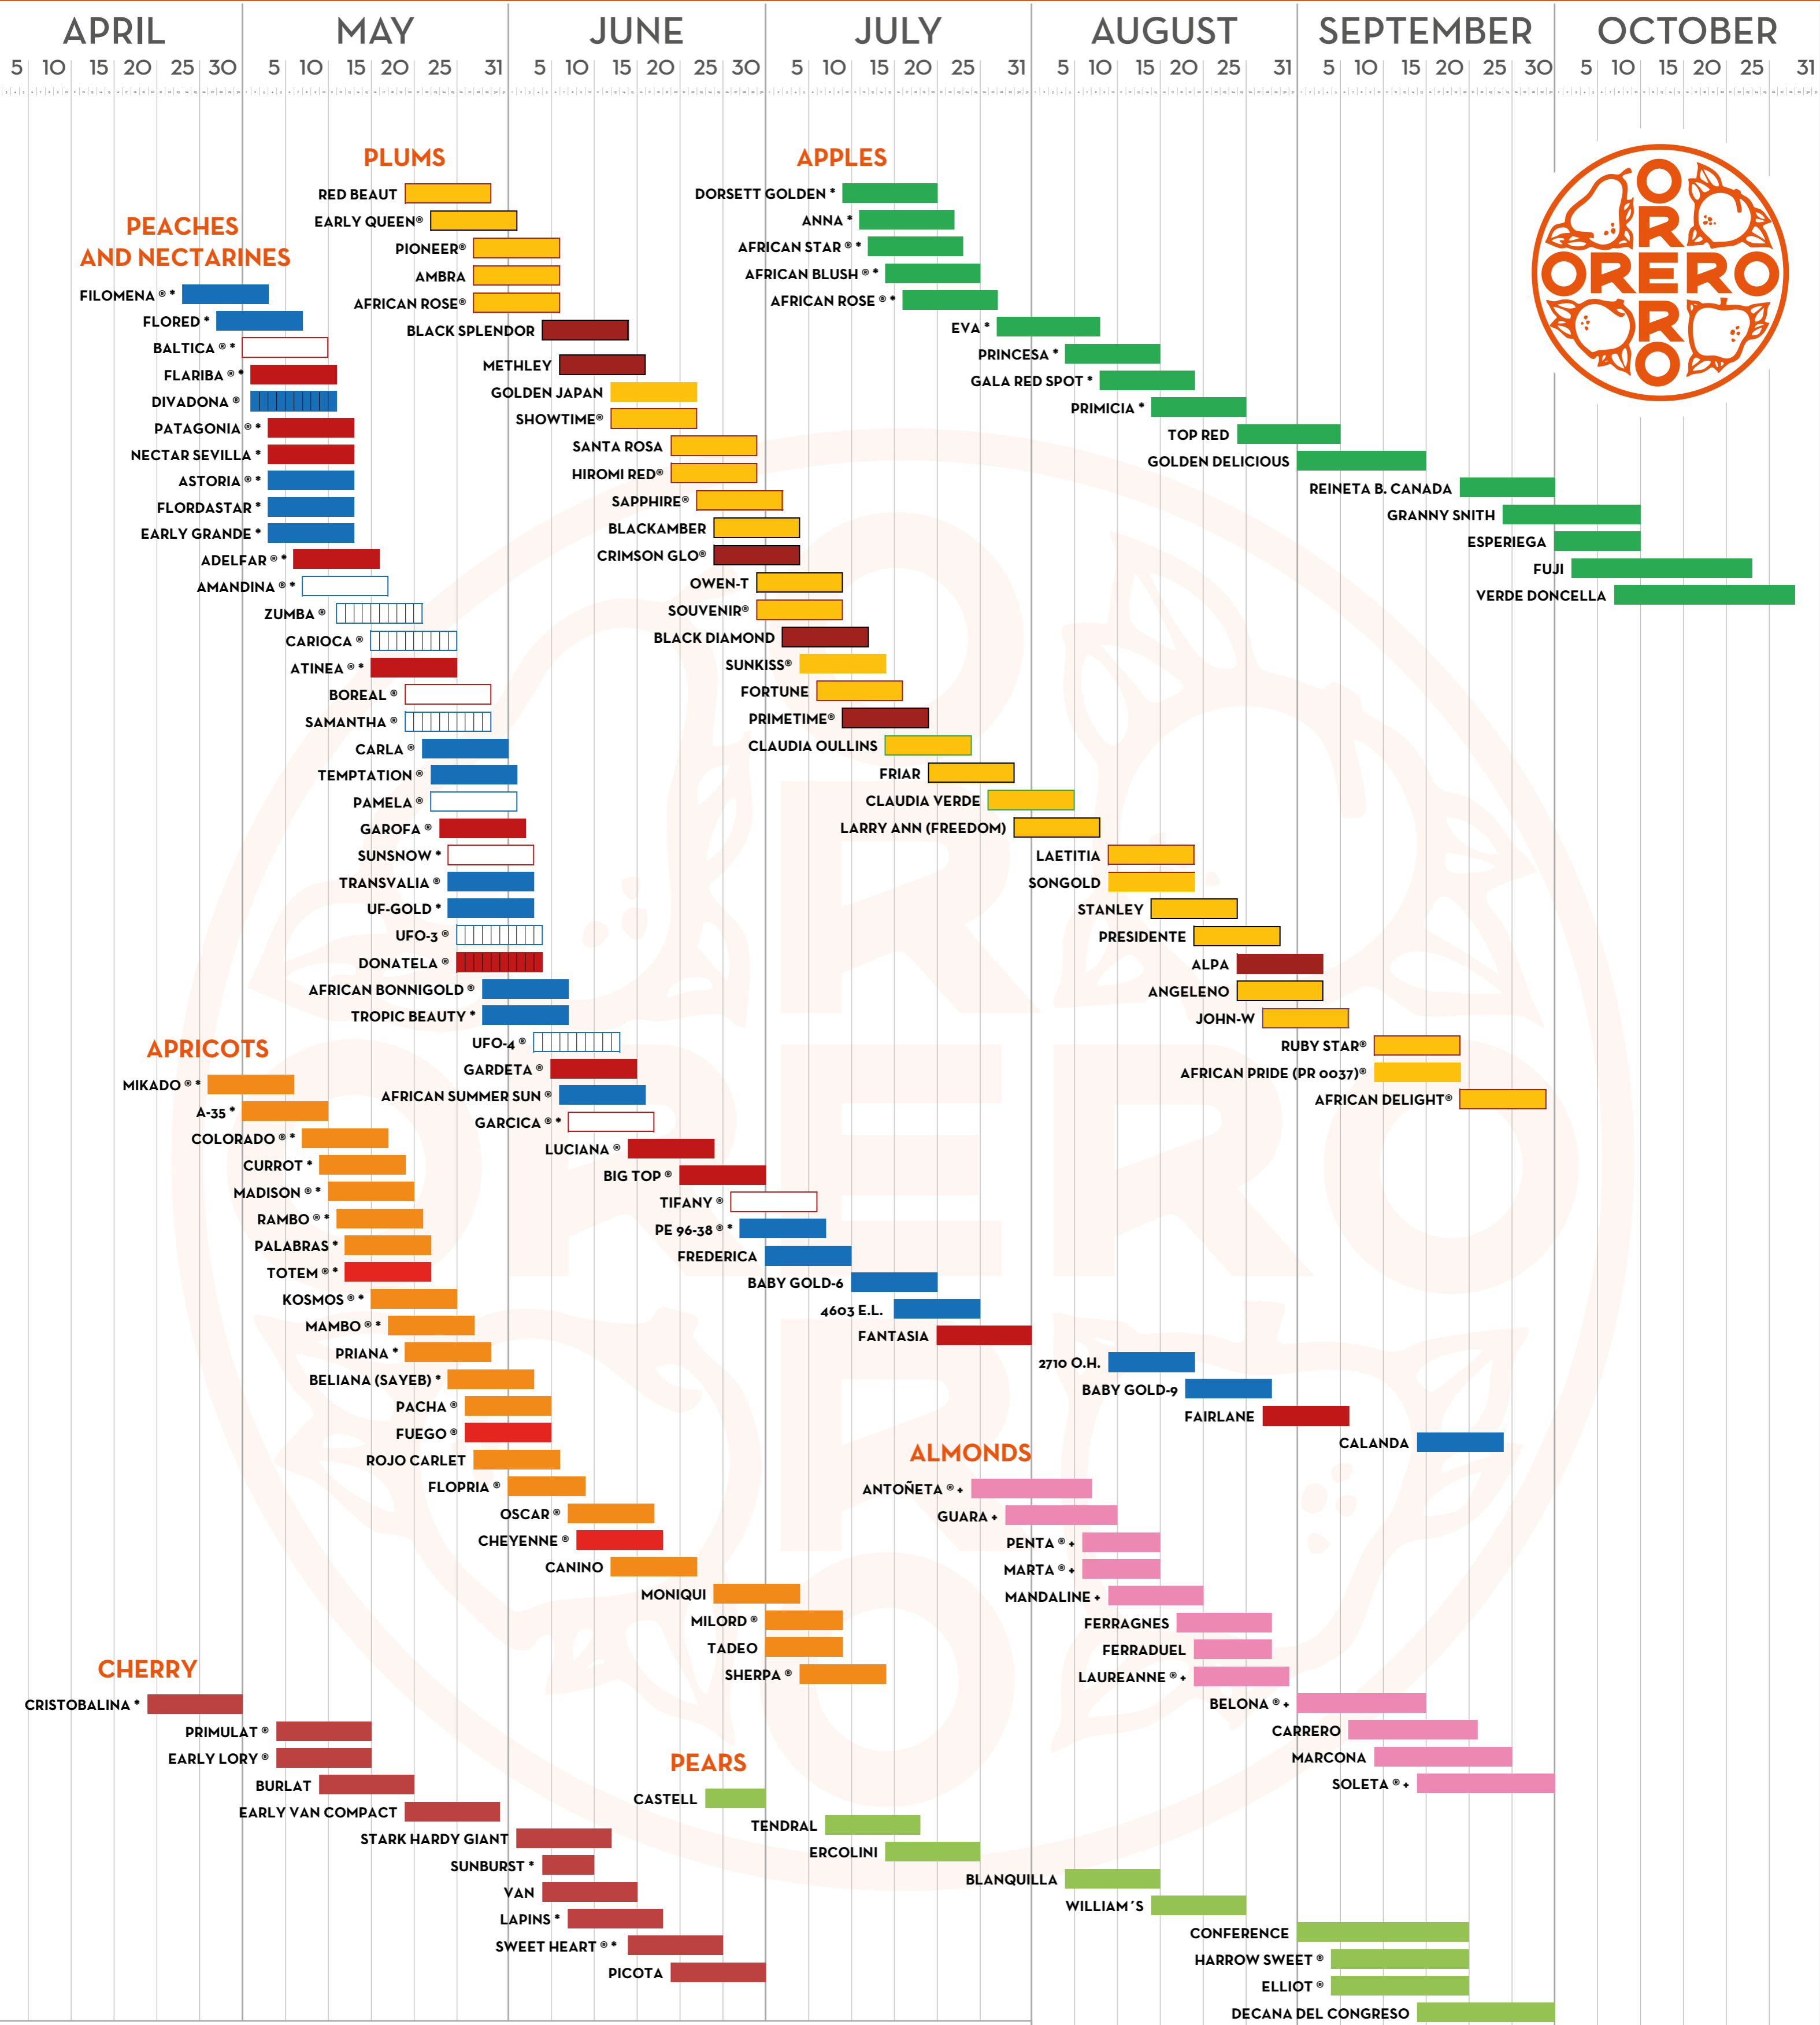 APRIL MAY JUNE JULY AUGUST SEPTEMBER OCTOBER
5 10 15 20 25 30 5 10 15 20 25 31 5 10 15 20 25 30 5 10 15 20 25 31 5 10 15 20 25 31 5 10 15 20 25 30 5 10 15 20 25 31
PEACHES
AND NECTARINES
FILOMENA ® *
FLORED *
BALTICA ® *
FLARIBA ® *
DIVADONA ®
PATAGONIA ® *
NECTAR SEVILLA *
ASTORIA ® *
FLORDASTAR *
EARLY GRANDE *
ADELFAR ® *
AMANDINA ® *
ZUMBA ®
CARIOCA ®
ATINEA ® *
BOREAL ®
SAMANTHA ®
CARLA ®
TEMPTATION ®
PAMELA ®
GAROFA ®
SUNSNOW *
TRANSVALIA ®
UF-GOLD *
UFO-3 ®
DONATELA ®
AFRICAN BONNIGOLD ®
TROPIC BEAUTY *
UFO-4 ®
GARDETA ®
AFRICAN SUMMER SUN ®
GARCICA ® *
LUCIANA ®
BIG TOP ®
TIFANY ®
PE 96-38 ® *
FREDERICA
BABY GOLD-6
4603 E.L.
FANTASIA
2710 O.H.
BABY GOLD-9
FAIRLANE
CALANDA
PLUMS
RED BEAUT
EARLY QUEEN®
PIONEER®
AMBRA
AFRICAN ROSE®
BLACK SPLENDOR
METHLEY
GOLDEN JAPAN
SHOWTIME®
SANTA ROSA
HIROMI RED®
SAPPHIRE®
BLACKAMBER
CRIMSON GLO®
OWEN-T
SOUVENIR®
BLACK DIAMOND
SUNKISS®
FORTUNE
PRIMETIME®
CLAUDIA OULLINS
FRIAR
CLAUDIA VERDE
LARRY ANN (FREEDOM)
LAETITIA
SONGOLD
STANLEY
PRESIDENTE
ALPA
ANGELENO
JOHN-W
RUBY STAR®
AFRICAN PRIDE (PR 0037)®
AFRICAN DELIGHT®
APPLES
DORSETT GOLDEN *
ANNA *
AFRICAN STAR ® *
AFRICAN BLUSH ® *
AFRICAN ROSE ® *
EVA *
PRINCESA *
GALA RED SPOT *
PRIMICIA *
TOP RED
GOLDEN DELICIOUS
REINETA B. CANADA
GRANNY SNITH
ESPERIEGA
FUJI
VERDE DONCELLA
O
R
ORERO
R
O
APRICOTS
MIKADO ® *
A-35 *
COLORADO ® *
CURROT *
MADISON ® *
RAMBO ® *
PALABRAS *
TOTEM ® *
KOSMOS ® *
MAMBO ® *
PRIANA *
BELIANA (SAYEB) *
PACHA ®
FUEGO ®
ROJO CARLET
FLOPRIA ®
OSCAR ®
CHEYENNE ®
CANINO
MONIQUI
MILORD ®
TADEO
SHERPA ®
ALMONDS
ANTOÑETA ® +
GUARA +
PENTA ® +
MARTA ® +
MANDALINE +
FERRAGNES
FERRADUEL
LAUREANNE ® +
BELONA ® +
CARRERO
MARCONA
SOLETA ® +
CHERRY
CRISTOBALINA *
PRIMULAT ®
EARLY LORY ®
BURLAT
EARLY VAN COMPACT
STARK HARDY GIANT
SUNBURST *
VAN
LAPINS *
SWEET HEART ® *
PICOTA
PEARS
CASTELL
TENDRAL
ERCOLINI
BLANQUILLA
WILLIAM´S
CONFERENCE
HARROW SWEET ®
ELLIOT ®
DECANA DEL CONGRESO